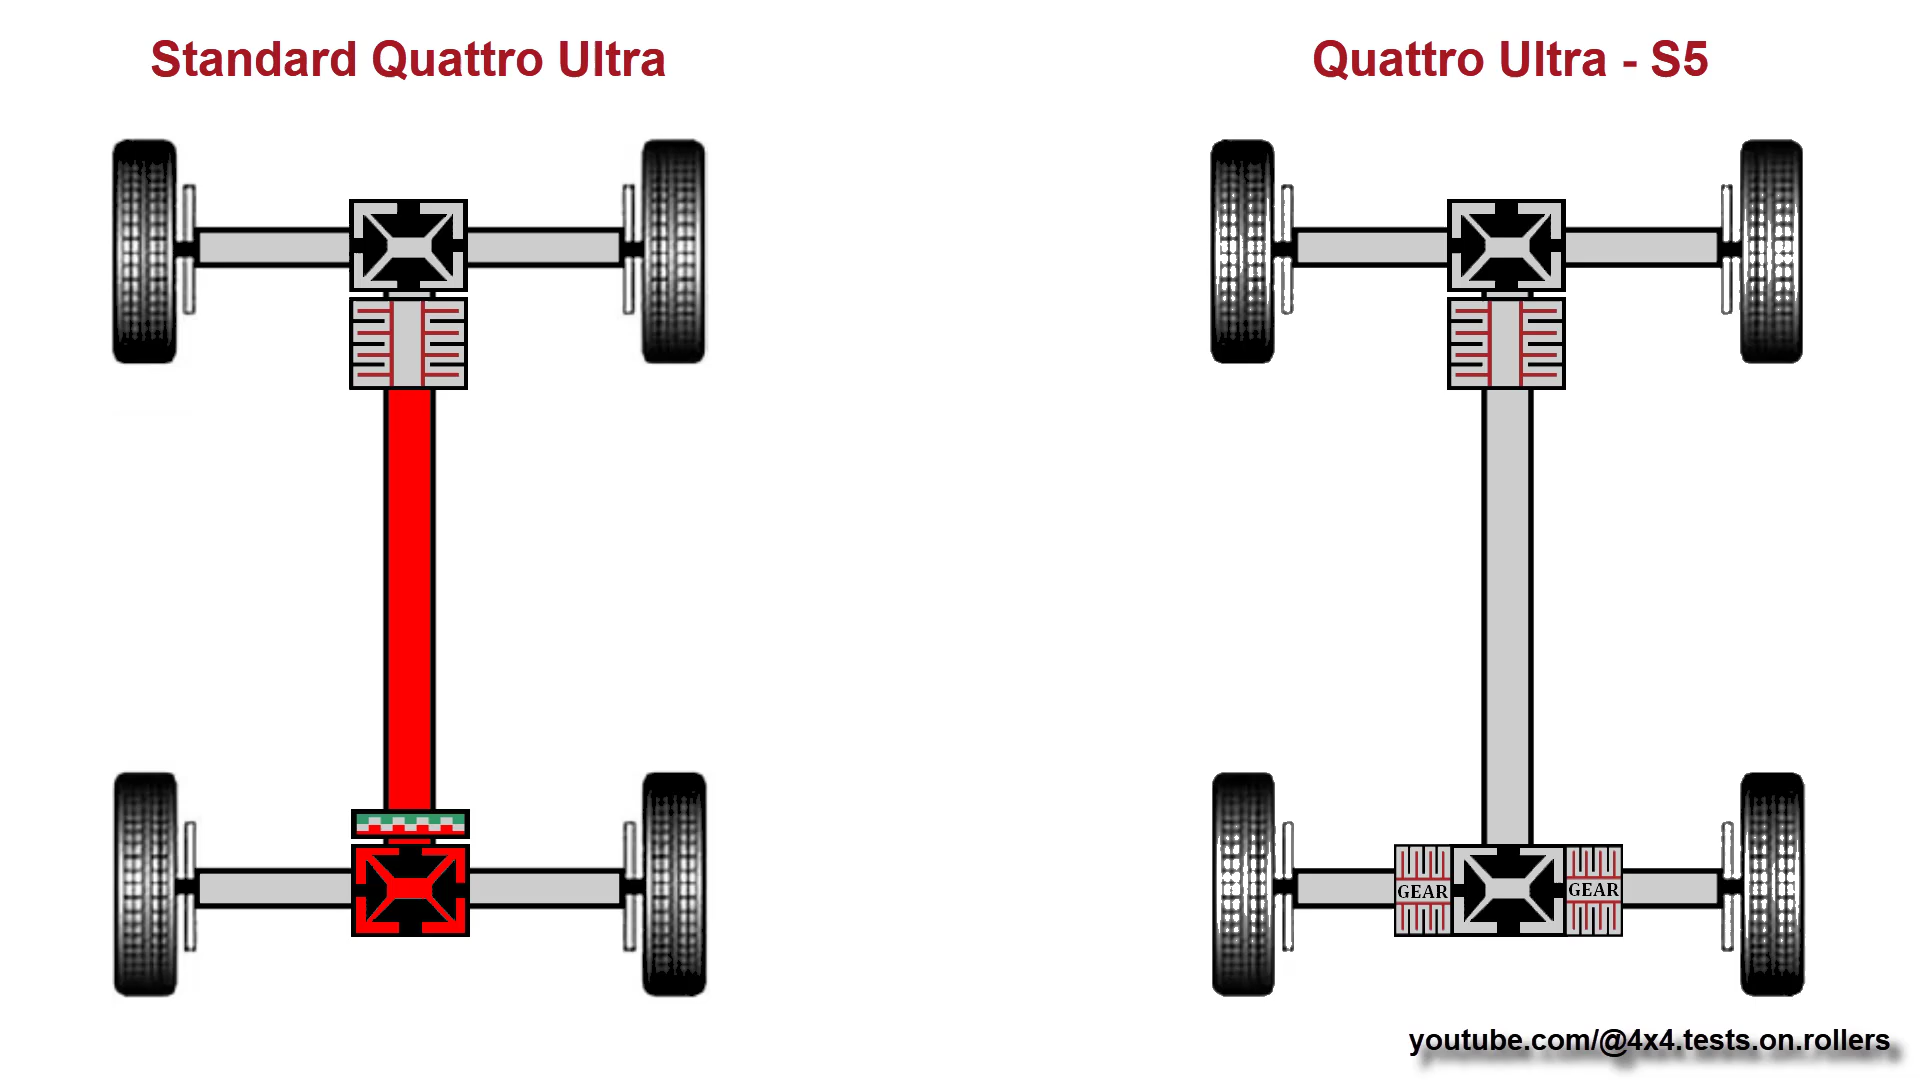 Standard Quattro Ultra
Quattro Ultra - S5
GEAR
GEAR
youtube.com/@4x4.tests.on.rollers